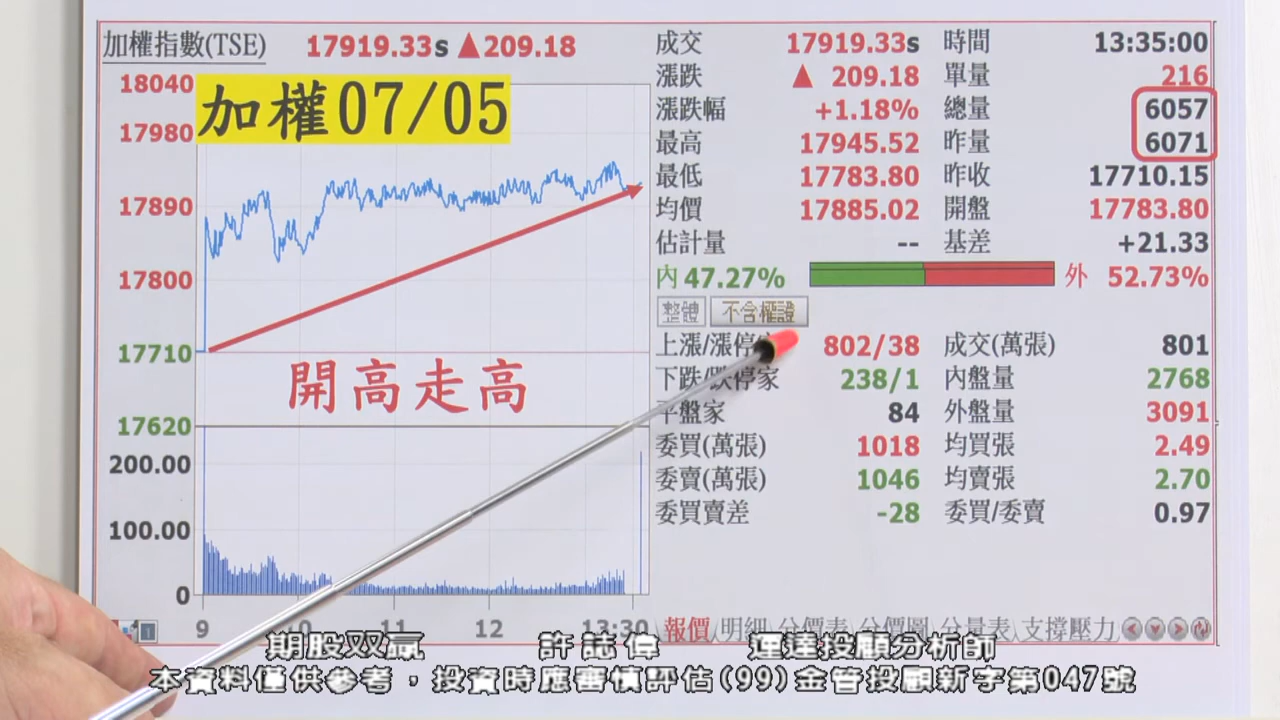 加權指數(TSE) 17919.33s ▲209.18
加權07/05
18040
17980
17890
17800
17710
17620
200.00
100.00
0
開高走高
9 10 11 12 13:30
成交 17919.33s 時間 13:35:00
漲跌 ▲ 209.18 單量 216
漲跌幅 +1.18% 總量 6057
最高 17945.52 昨量 6071
最低 17783.80 昨收 17710.15
均價 17885.02 開盤 17783.80
估計量 -- 基差 +21.33
內 47.27% 外 52.73%
整體 不含權證
上漲/漲停 802/38 成交(萬張) 801
下跌/跌停家 238/1 內盤量 2768
平盤家 84 外盤量 3091
委買(萬張) 1018 均買張 2.49
委賣(萬張) 1046 均賣張 2.70
委買賣差 -28 委買/委賣 0.97
報價 明細 分價表 分價圖 分量表 支撐壓力
期股双贏 許誌偉 運達投顧分析師
本資料僅供參考，投資時應審慎評估(99)金管投顧新字第047號